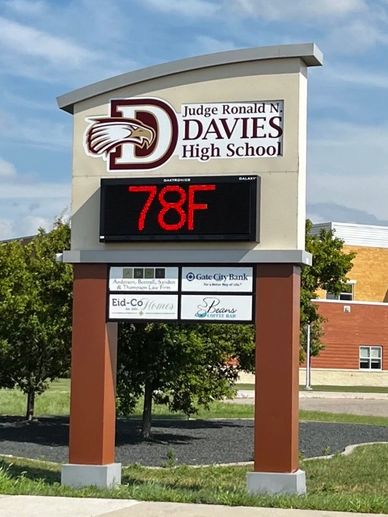 Judge Ronald N.
D DAVIES
High School
DAKTRONICS GALAXY
78F
Anderson, Bottrell, Sanden
& Thompson Law Firm
Gate City Bank
For a Better Way of Life.
Eid-Co Homes
Beans
COFFEE BAR